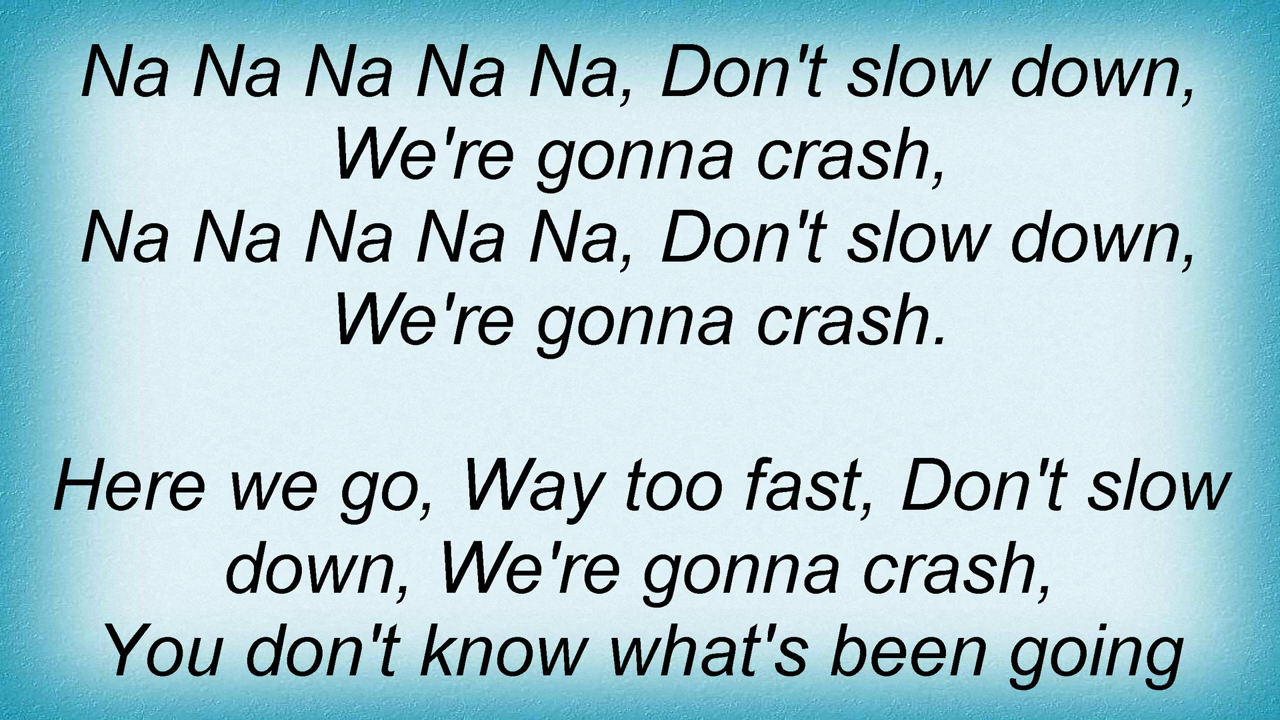 Na Na Na Na Na, Don't slow down,
We're gonna crash,
Na Na Na Na Na, Don't slow down,
We're gonna crash.
Here we go, Way too fast, Don't slow
down, We're gonna crash,
You don't know what's been going